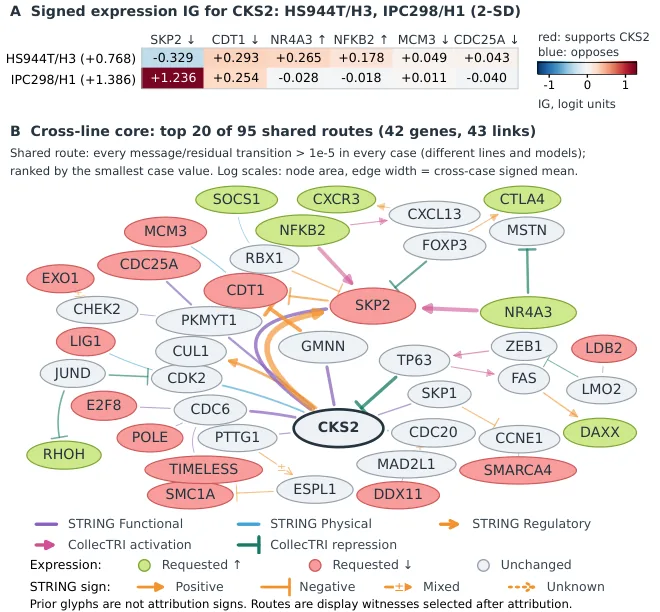 A Signed expression IG for CKS2: HS944T/H3, IPC298/H1 (2-SD)
SKP2 ↓ CDT1 ↓ NR4A3 ↑ NFKB2 ↑ MCM3 ↓ CDC25A ↓
HS944T/H3 (+0.768) -0.329 +0.293 +0.265 +0.178 +0.049 +0.043
IPC298/H1 (+1.386) +1.236 +0.254 -0.028 -0.018 +0.011 -0.040
red: supports CKS2
blue: opposes
-1 0 1
IG, logit units
B Cross-line core: top 20 of 95 shared routes (42 genes, 43 links)
Shared route: every message/residual transition > 1e-5 in every case (different lines and models);
ranked by the smallest case value. Log scales: node area, edge width = cross-case signed mean.
SOCS1 CXCR3 CTLA4
CXCL13
MCM3 NFKB2 MSTN
FOXP3
RBX1
CDC25A
EXO1
CDT1
SKP2
CHEK2 NR4A3
PKMYT1
LIG1 GMNN ZEB1 LDB2
CUL1
TP63
JUND CDK2 FAS
LMO2
SKP1
E2F8 CDC6
CKS2
POLE PTTG1 CDC20 CCNE1 DAXX
RHOH
TIMELESS MAD2L1 SMARCA4
±
SMC1A ESPL1 DDX11
STRING Functional STRING Physical STRING Regulatory
CollecTRI activation CollecTRI repression
Expression: Requested ↑ Requested ↓ Unchanged
STRING sign: Positive Negative ± Mixed Unknown
Prior glyphs are not attribution signs. Routes are display witnesses selected after attribution.